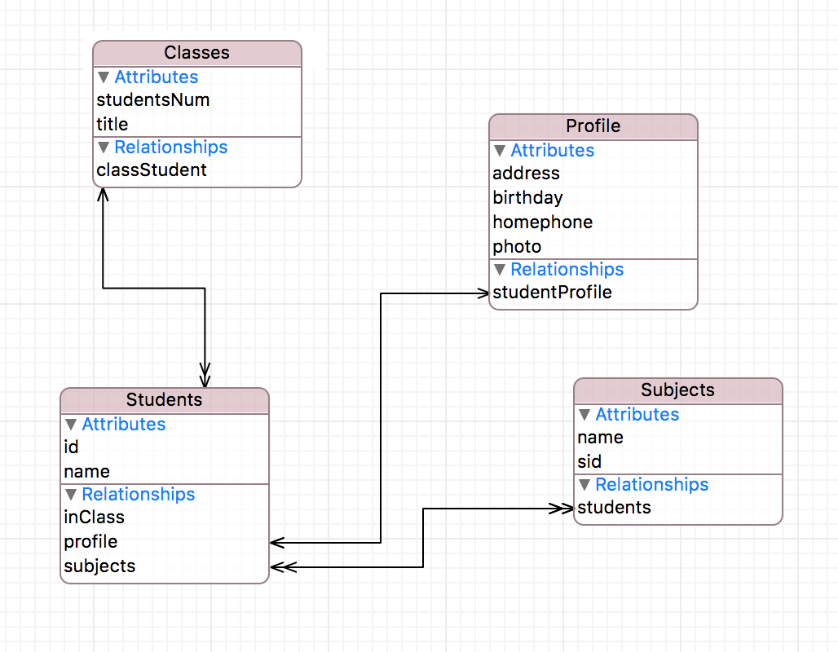 Classes
Attributes
studentsNum
title
Relationships
classStudent
Profile
Attributes
address
birthday
homephone
photo
Relationships
studentProfile
Students
Attributes
id
name
Relationships
inClass
profile
subjects
Subjects
Attributes
name
sid
Relationships
students